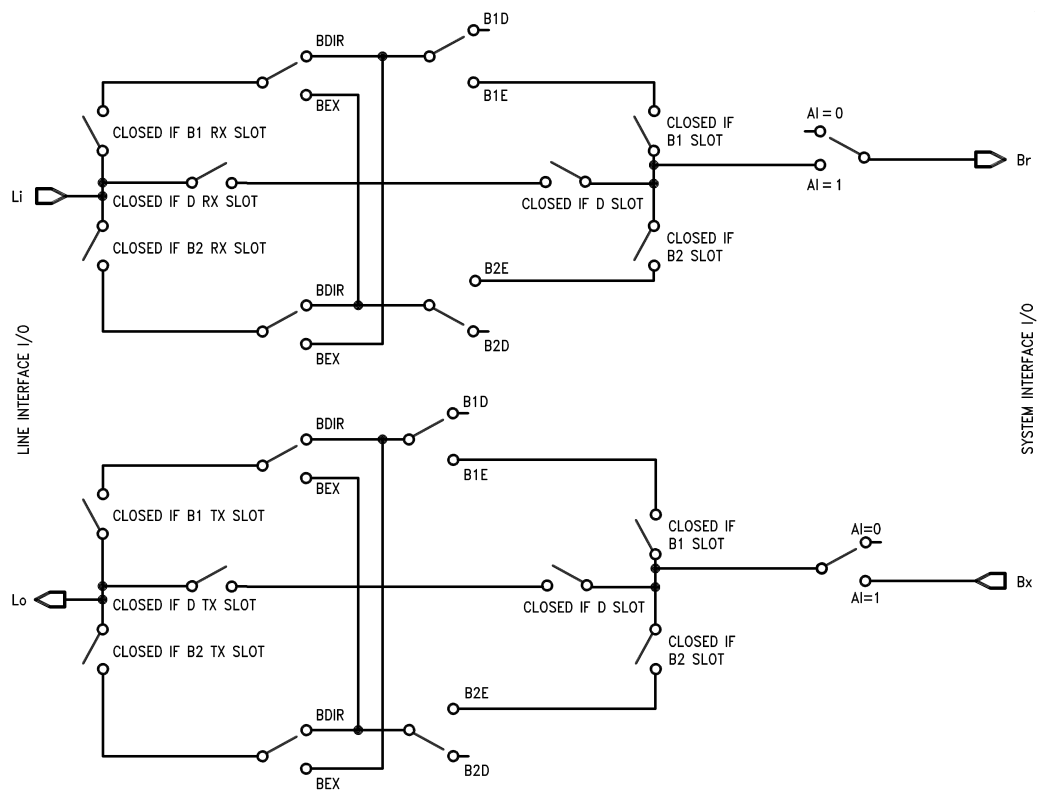 B1D
BDIR
BEX
B1E
CLOSED IF B1 RX SLOT
CLOSED IF
B1 SLOT
AI = 0
Br
AI = 1
Li
CLOSED IF D RX SLOT
CLOSED IF D SLOT
CLOSED IF B2 RX SLOT
CLOSED IF
B2 SLOT
B2E
BDIR
BEX
B2D
LINE INTERFACE I/O
SYSTEM INTERFACE I/O
B1D
BDIR
BEX
B1E
CLOSED IF B1 TX SLOT
CLOSED IF
B1 SLOT
AI=0
Bx
AI=1
Lo
CLOSED IF D TX SLOT
CLOSED IF D SLOT
CLOSED IF B2 TX SLOT
CLOSED IF
B2 SLOT
B2E
BDIR
B2D
BEX